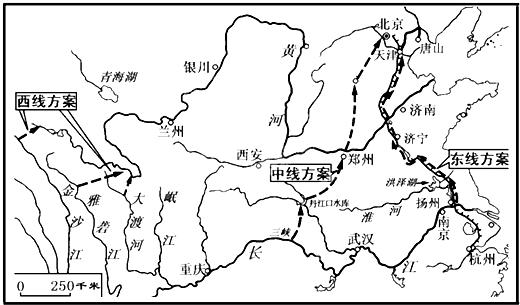 北京
天津
唐山
银川
黄
河
青海湖
西线方案
兰州
济南
济宁
西安
郑州
中线方案
东线方案
洪泽湖
丹江口水库
淮河
扬州
南京
金
沙
江
雅
砻
江
大
渡
河
岷
江
三峡
长
江
重庆
武汉
杭州
0 250千米